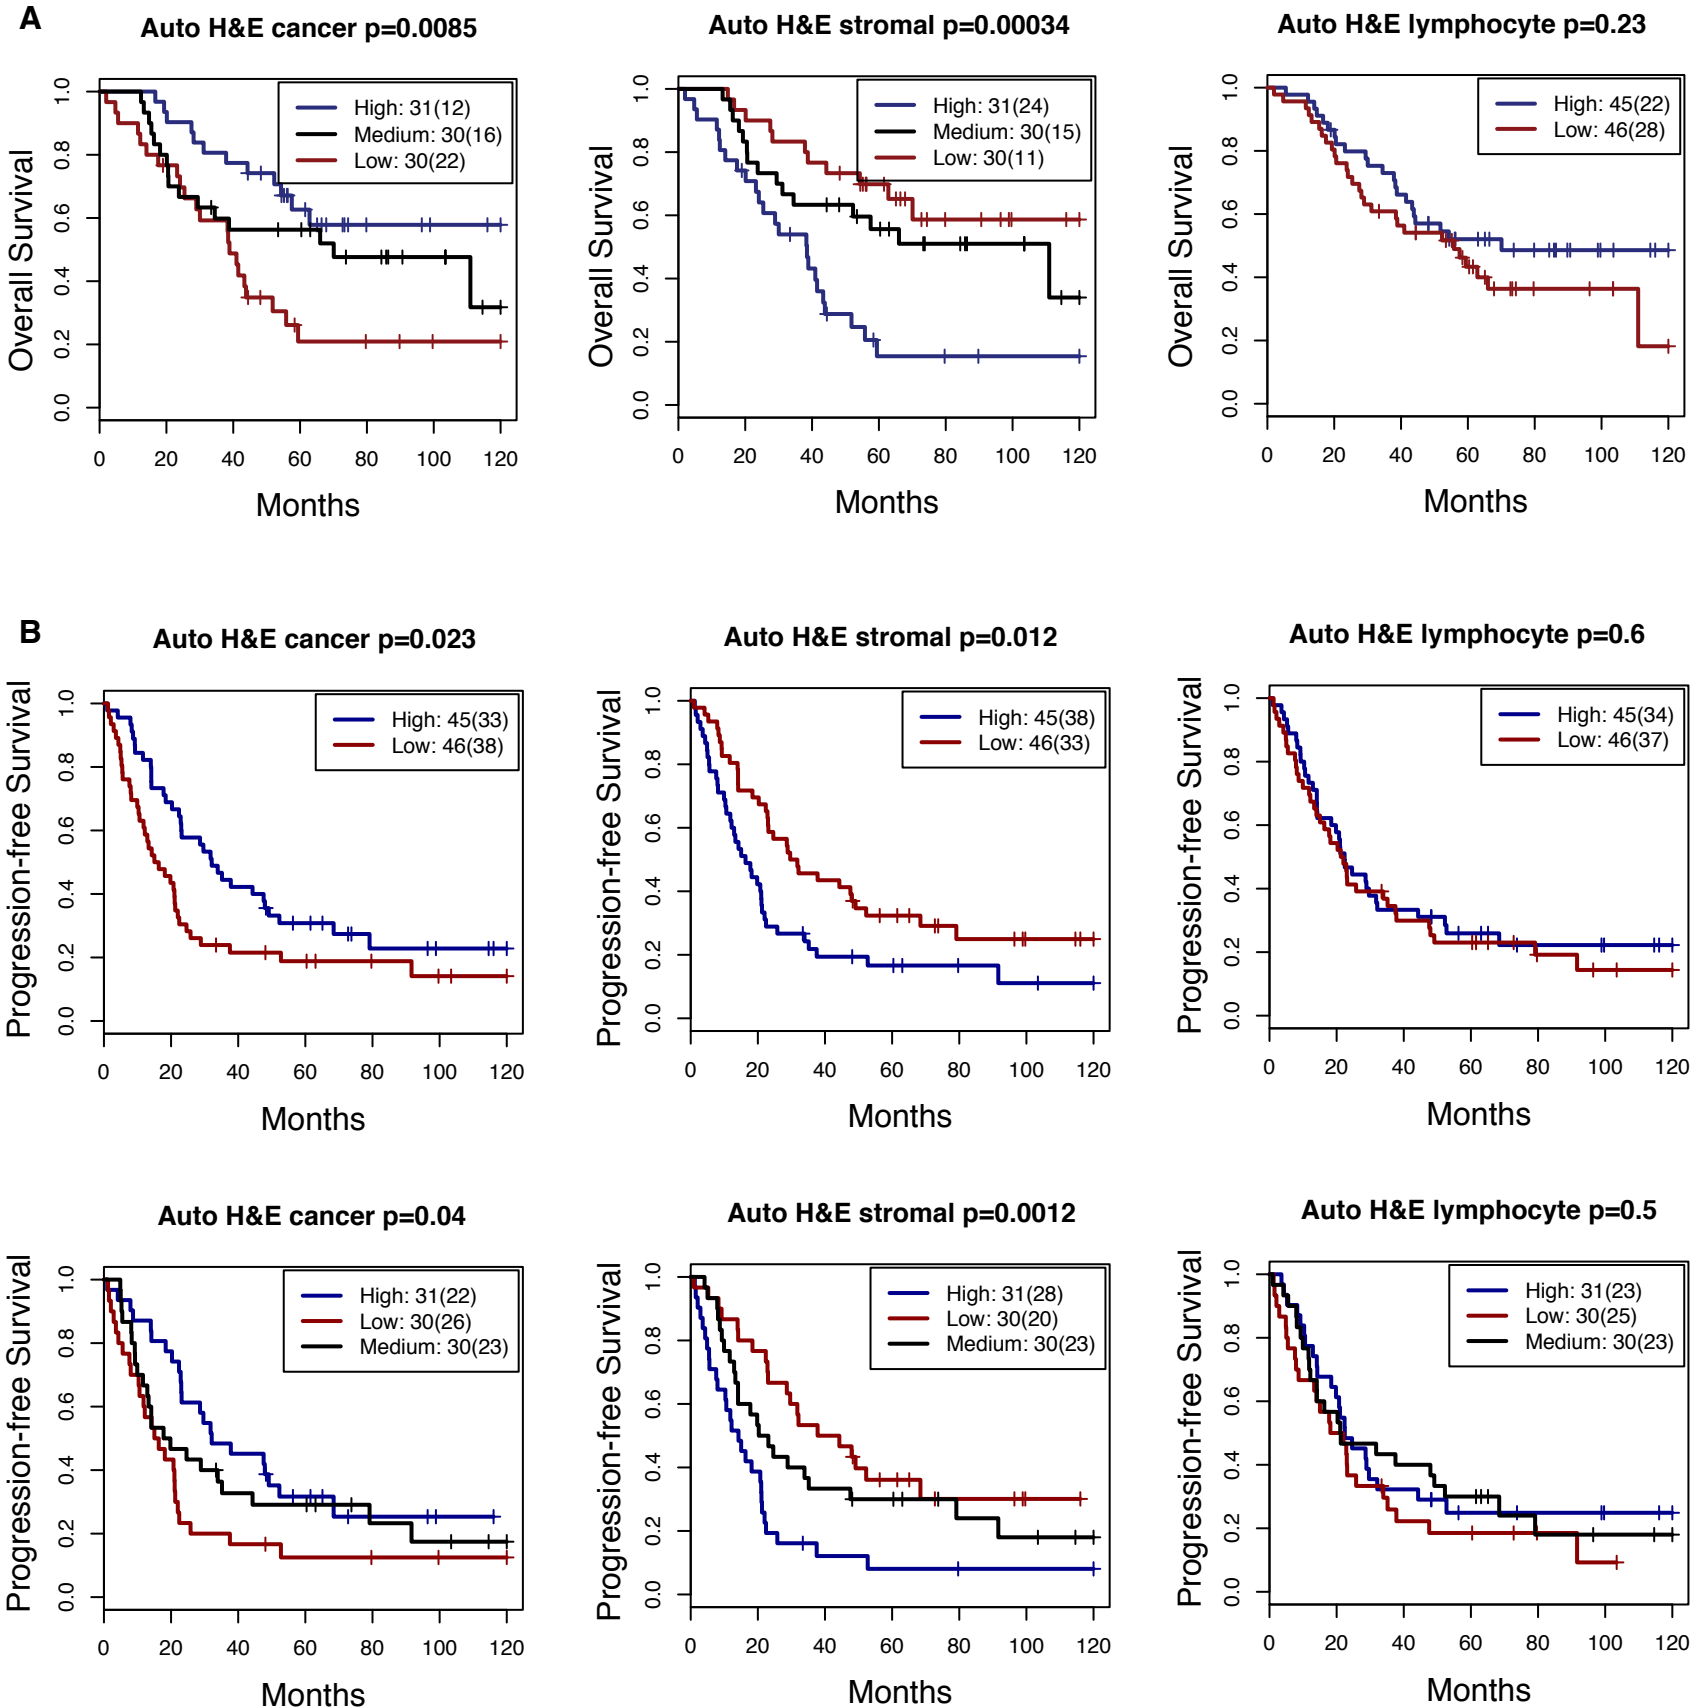 A
Auto H&E cancer p=0.0085
High: 31(12)
Medium: 30(16)
Low: 30(22)
Overall Survival
0.0 0.2 0.4 0.6 0.8 1.0
0 20 40 60 80 100 120
Months
Auto H&E stromal p=0.00034
High: 31(24)
Medium: 30(15)
Low: 30(11)
Overall Survival
0.0 0.2 0.4 0.6 0.8 1.0
0 20 40 60 80 100 120
Months
Auto H&E lymphocyte p=0.23
High: 45(22)
Low: 46(28)
Overall Survival
0.0 0.2 0.4 0.6 0.8 1.0
0 20 40 60 80 100 120
Months
B
Auto H&E cancer p=0.023
High: 45(33)
Low: 46(38)
Progression-free Survival
0.0 0.2 0.4 0.6 0.8 1.0
0 20 40 60 80 100 120
Months
Auto H&E stromal p=0.012
High: 45(38)
Low: 46(33)
Progression-free Survival
0.0 0.2 0.4 0.6 0.8 1.0
0 20 40 60 80 100 120
Months
Auto H&E lymphocyte p=0.6
High: 45(34)
Low: 46(37)
Progression-free Survival
0.0 0.2 0.4 0.6 0.8 1.0
0 20 40 60 80 100 120
Months
Auto H&E cancer p=0.04
High: 31(22)
Low: 30(26)
Medium: 30(23)
Progression-free Survival
0.0 0.2 0.4 0.6 0.8 1.0
0 20 40 60 80 100 120
Months
Auto H&E stromal p=0.0012
High: 31(28)
Low: 30(20)
Medium: 30(23)
Progression-free Survival
0.0 0.2 0.4 0.6 0.8 1.0
0 20 40 60 80 100 120
Months
Auto H&E lymphocyte p=0.5
High: 31(23)
Low: 30(25)
Medium: 30(23)
Progression-free Survival
0.0 0.2 0.4 0.6 0.8 1.0
0 20 40 60 80 100 120
Months